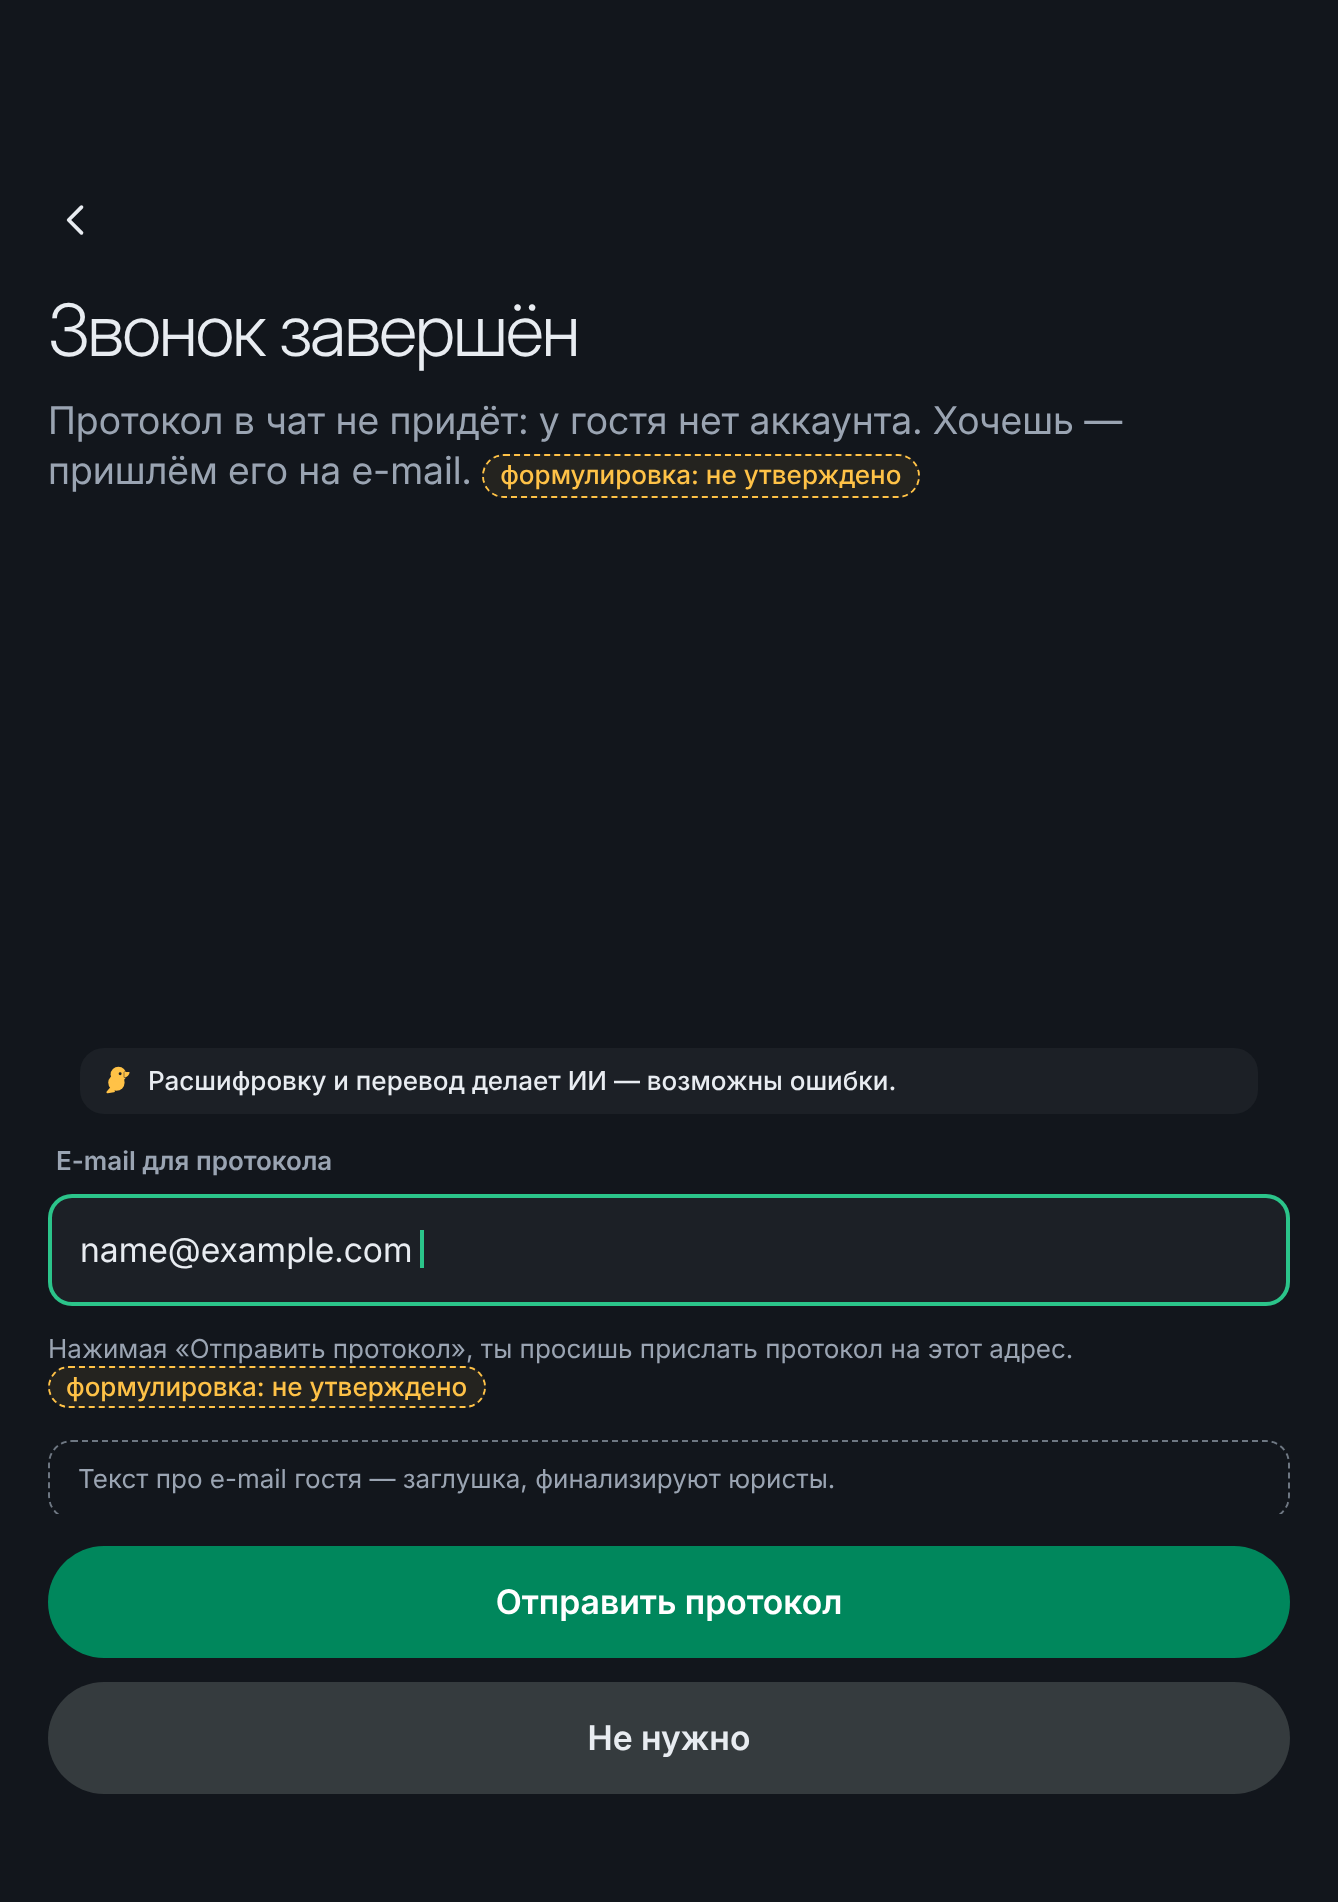 Звонок завершён
Протокол в чат не придёт: у гостя нет аккаунта. Хочешь —
пришлём его на e-mail. формулировка: не утверждено
Расшифровку и перевод делает ИИ — возможны ошибки.
E-mail для протокола
name@example.com
Нажимая «Отправить протокол», ты просишь прислать протокол на этот адрес.
формулировка: не утверждено
Текст про e-mail гостя — заглушка, финализируют юристы.
Отправить протокол
Не нужно